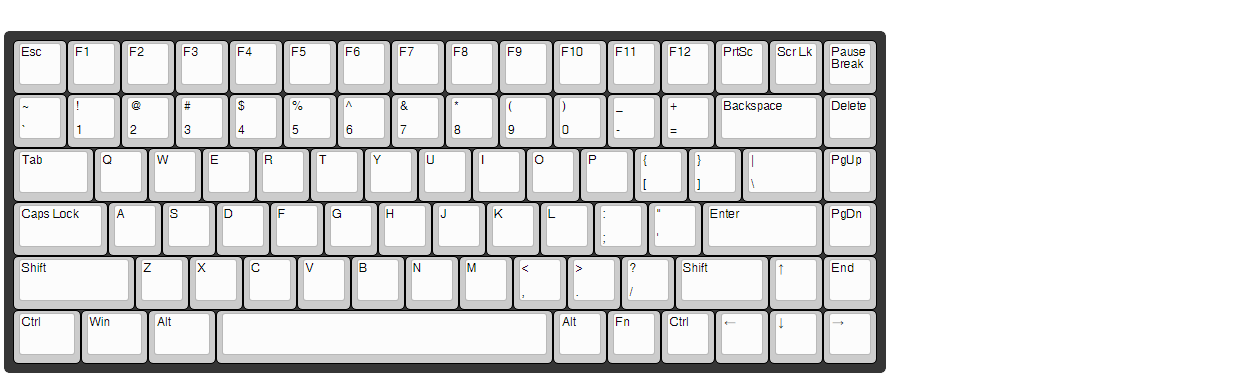 Esc F1 F2 F3 F4 F5 F6 F7 F8 F9 F10 F11 F12 PrtSc Scr Lk Pause
Break
~ ! @ # $ % ^ & * ( ) _ + Backspace Delete
` 1 2 3 4 5 6 7 8 9 0 - =
Tab Q W E R T Y U I O P { } | PgUp
[ ] \
Caps Lock A S D F G H J K L : " Enter PgDn
; '
Shift Z X C V B N M < > ? Shift ↑ End
, . /
Ctrl Win Alt Alt Fn Ctrl ← ↓ →